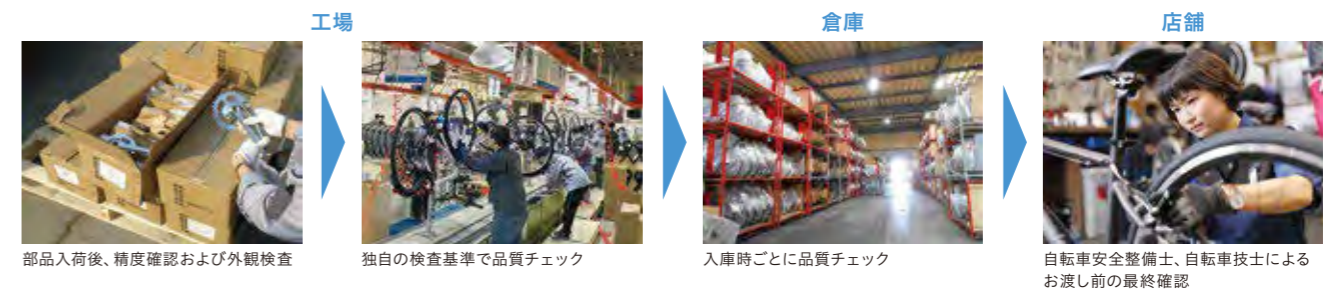 工場
倉庫
店舗
部品入荷後、精度確認および外観検査
独自の検査基準で品質チェック
入庫時ごとに品質チェック
自転車安全整備士、自転車技士による
お渡し前の最終確認